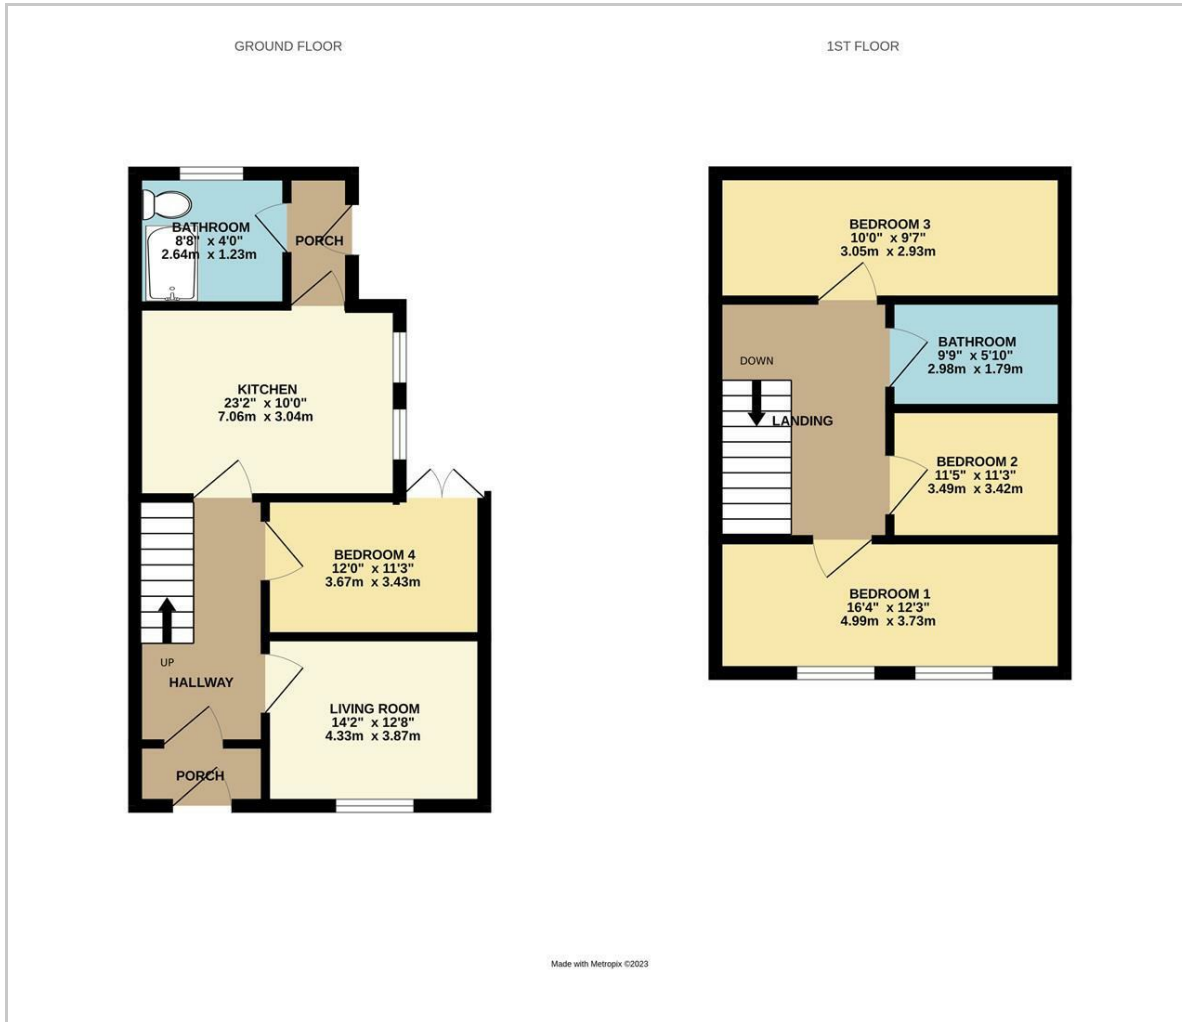 GROUND FLOOR
BATHROOM
8'8" x 4'0"
2.64m x 1.23m
PORCH
KITCHEN
23'2" x 10'0"
7.06m x 3.04m
BEDROOM 4
12'0" x 11'3"
3.67m x 3.43m
UP
HALLWAY
LIVING ROOM
14'2" x 12'8"
4.33m x 3.87m
PORCH
1ST FLOOR
BEDROOM 3
10'0" x 9'7"
3.05m x 2.93m
BATHROOM
9'9" x 5'10"
2.98m x 1.79m
DOWN
LANDING
BEDROOM 2
11'5" x 11'3"
3.49m x 3.42m
BEDROOM 1
16'4" x 12'3"
4.99m x 3.73m
Made with Metropix ©2023